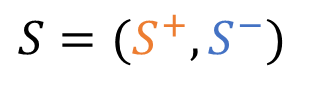 S = (S⁺, S⁻)